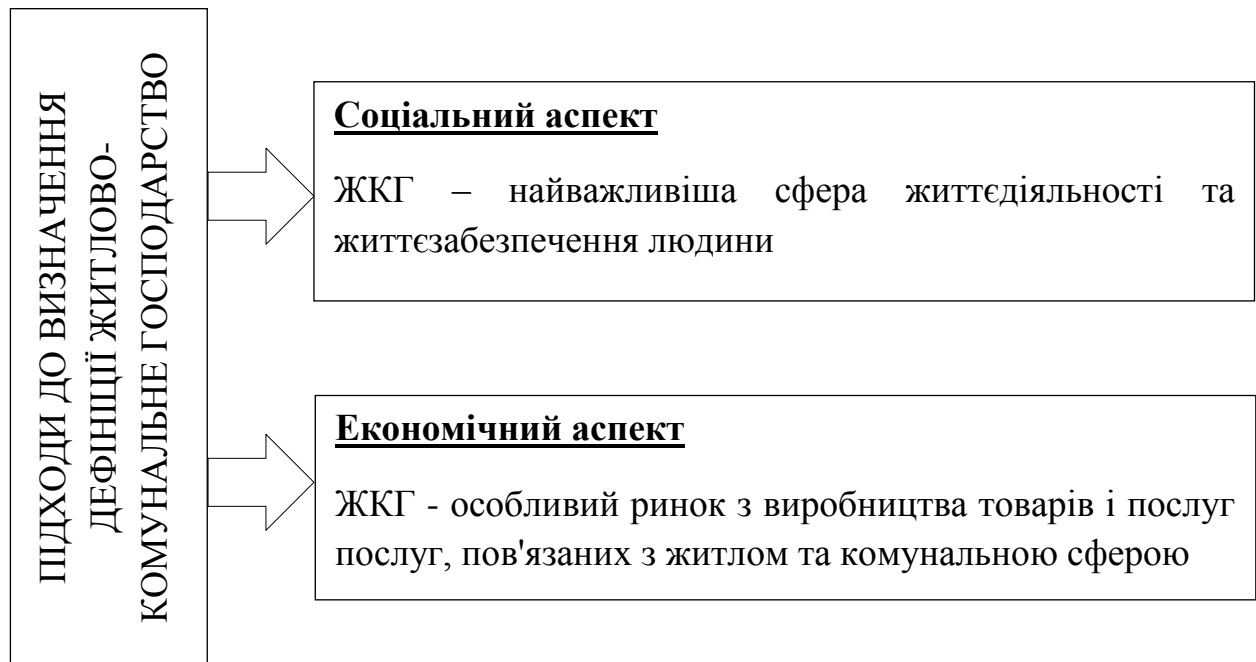 ПІДХОДИ ДО ВИЗНАЧЕННЯ
ДЕФІНІЦІЇ ЖИТЛОВО-
КОМУНАЛЬНЕ ГОСПОДАРСТВО
Соціальний аспект
ЖКГ – найважливіша сфера життєдіяльності та
життєзабезпечення людини
Економічний аспект
ЖКГ - особливий ринок з виробництва товарів і послуг
послуг, пов'язаних з житлом та комунальною сферою